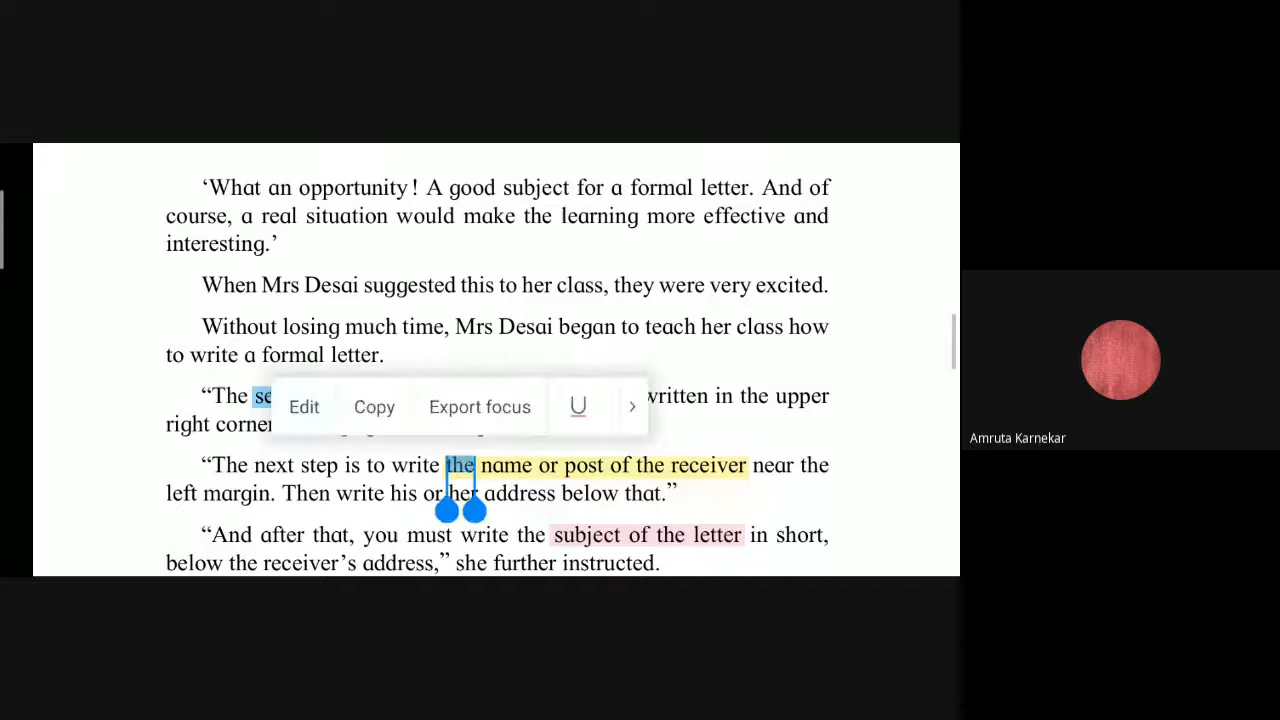 ‘What an opportunity! A good subject for a formal letter. And of
course, a real situation would make the learning more effective and
interesting.’
When Mrs Desai suggested this to her class, they were very excited.
Without losing much time, Mrs Desai began to teach her class how
to write a formal letter.
“The se written in the upper
Edit Copy Export focus U >
right corner
“The next step is to write the name or post of the receiver near the
left margin. Then write his or her address below that.”
“And after that, you must write the subject of the letter in short,
below the receiver’s address,” she further instructed.
Amruta Karnekar